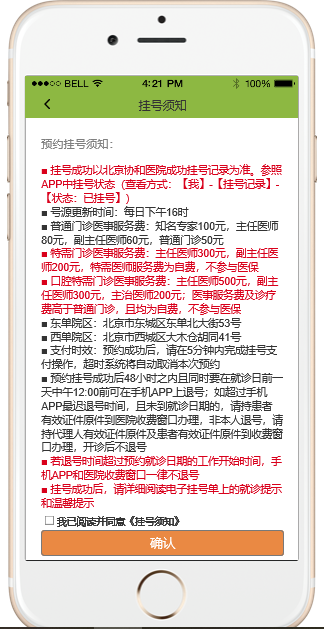 BELL 4:21 PM 100%
挂号须知
预约挂号须知：
■ 挂号成功以北京协和医院成功挂号记录为准。参照
APP中挂号状态（查看方式：【我】-【挂号记录】-
【状态：已挂号】）
■ 号源更新时间：每日下午16时
■ 普通门诊医事服务费：知名专家100元，主任医师
80元，副主任医师60元，普通门诊50元
■ 特需门诊医事服务费：主任医师300元，副主任医
师200元，特需医师服务费为自费，不参与医保
■ 口腔特需门诊医事服务费：主任医师500元，副主
任医师300元，主治医师200元；医事服务费及诊疗
费高于普通门诊，且均为自费，不参与医保
■ 东单院区：北京市东城区东单北大街53号
■ 西单院区：北京市西城区大木仓胡同41号
■ 支付时效：预约成功后，请在5分钟内完成挂号支
付操作，超时系统将自动取消本次预约
■ 预约挂号成功后48小时之内且同时要在就诊日前一
天中午12:00前可在手机APP上退号；如超过手机
APP最迟退号时间，且未到就诊日期的，请持患者
有效证件原件到医院收费窗口办理，非本人退号，请
持代理人有效证件原件及患者有效证件原件到收费窗
口办理，开诊后不退号
■ 若退号时间超过预约就诊日期的工作开始时间，手
机APP和医院收费窗口一律不退号
■ 挂号成功后，请详细阅读电子挂号单上的就诊提示
和温馨提示
我已阅读并同意《挂号须知》
确认